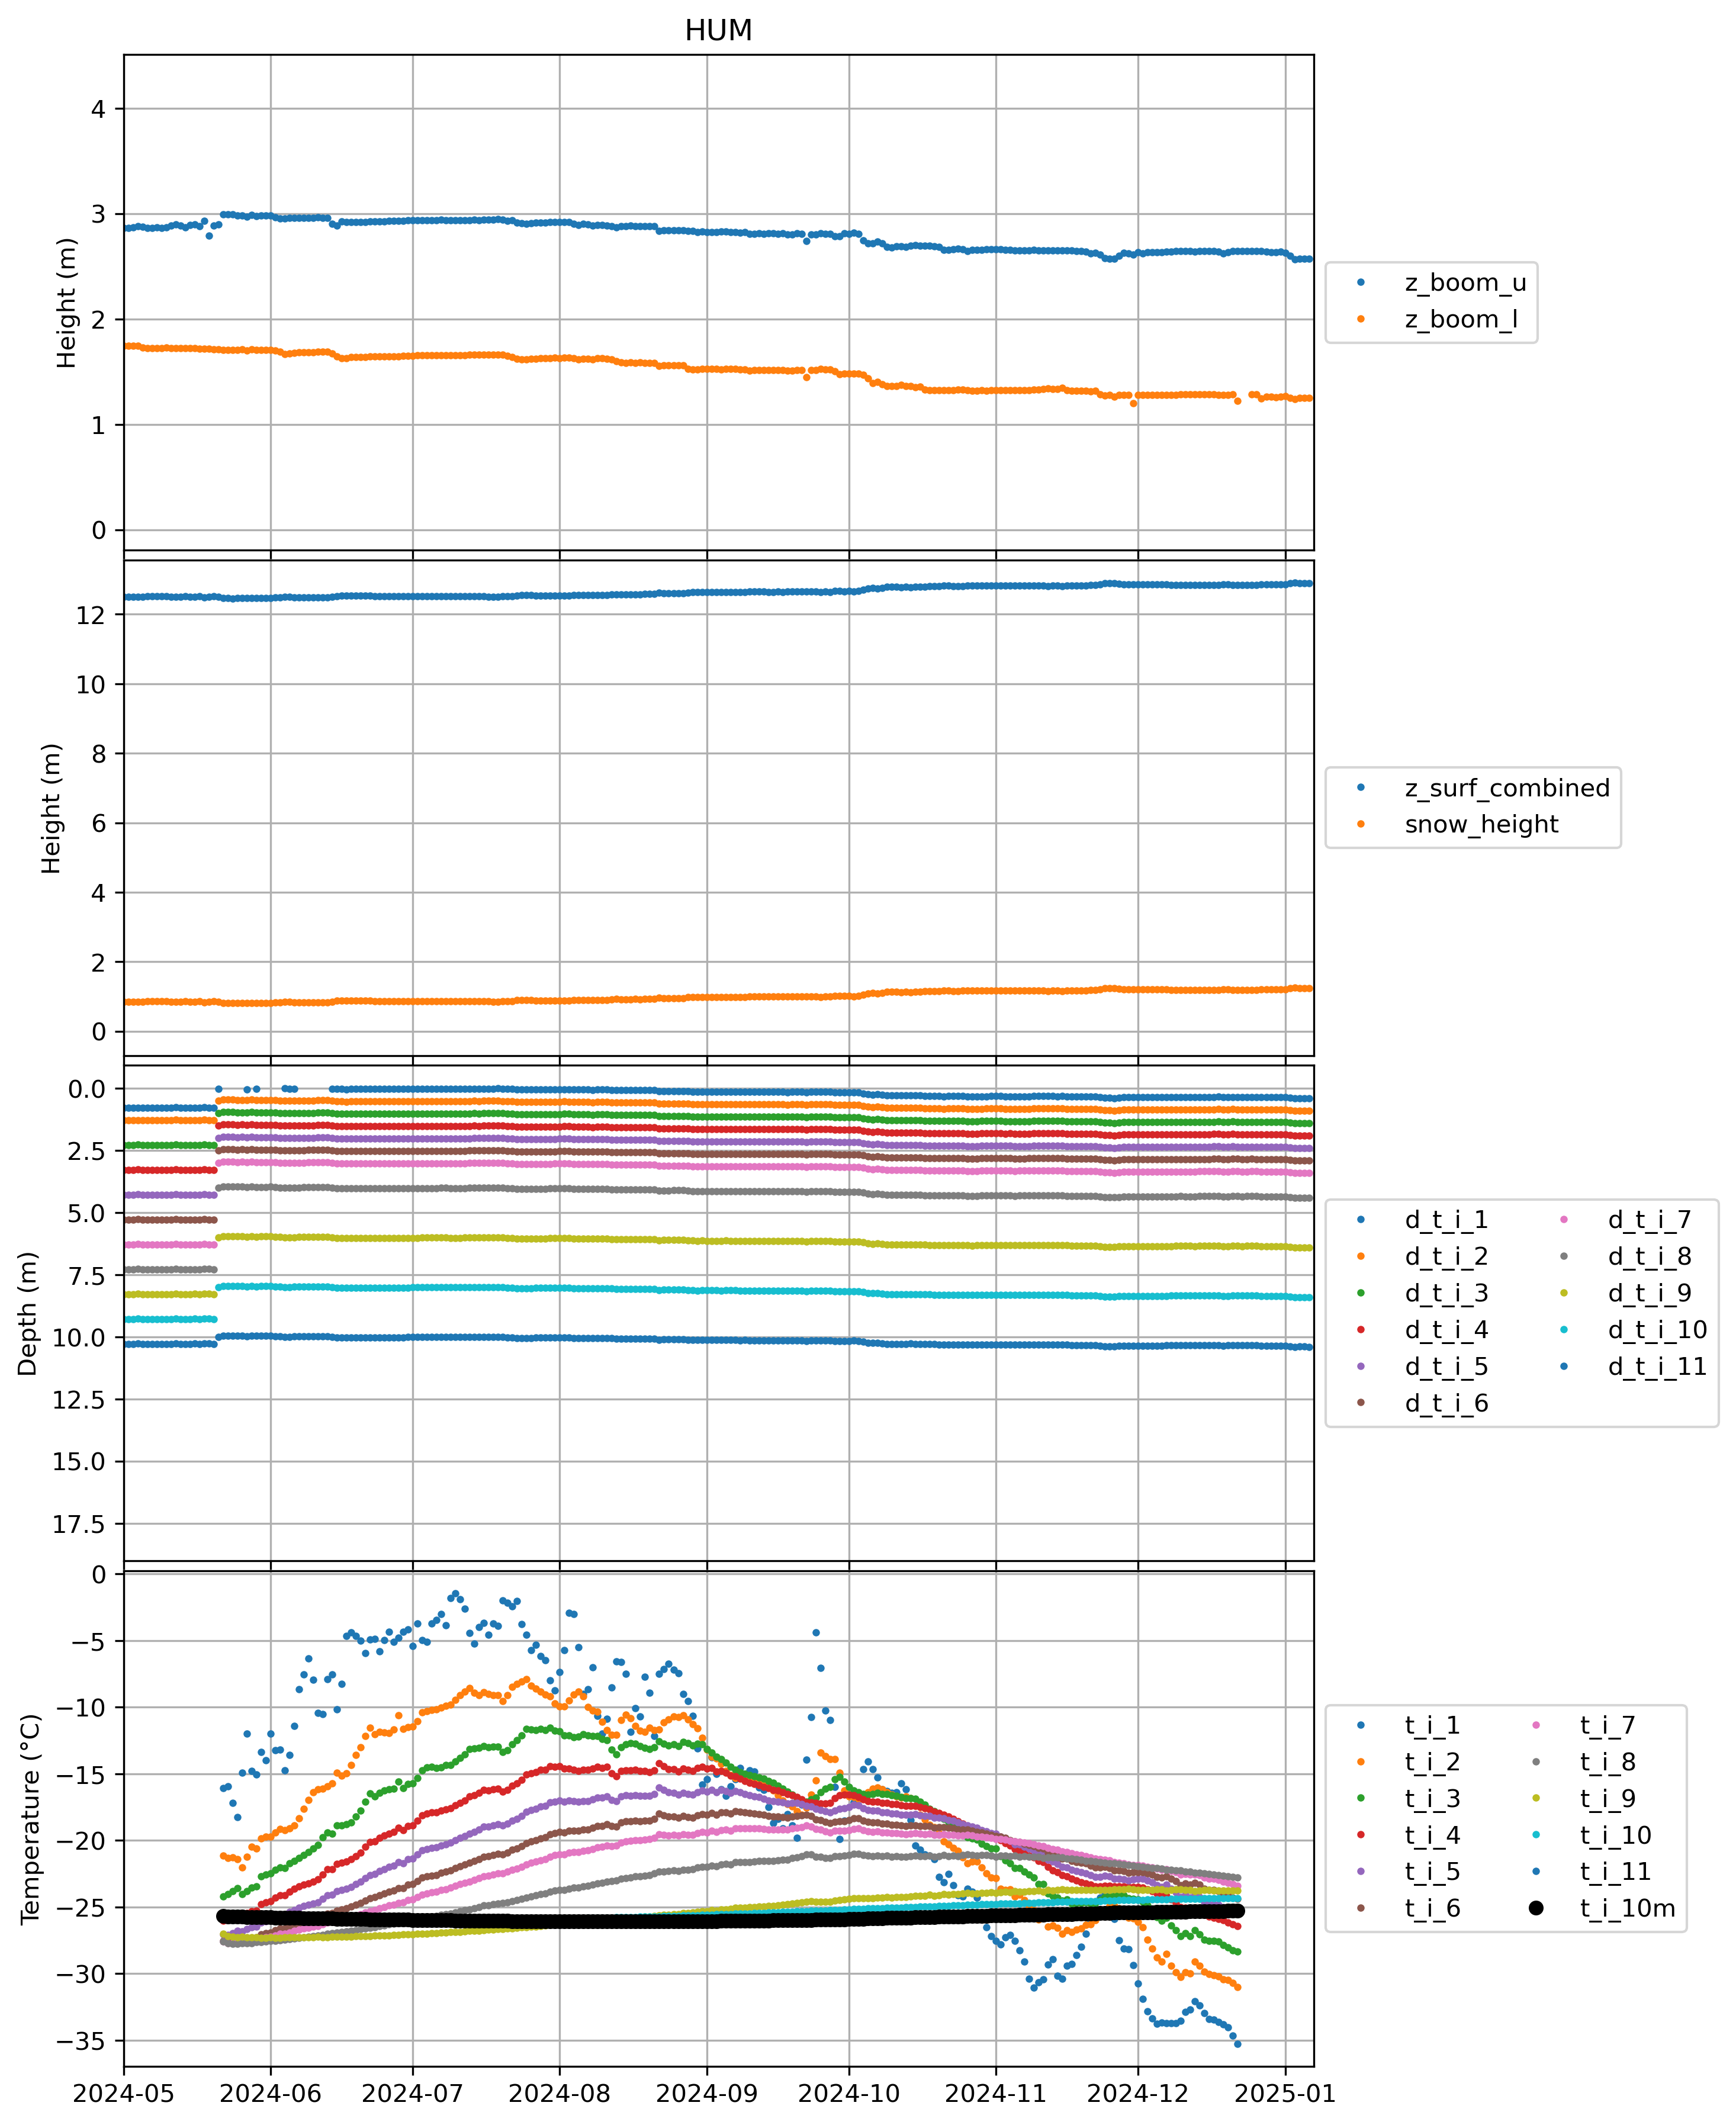 HUM
4
3
2
1
0
Height (m)
z_boom_u
z_boom_l
12
10
8
6
4
2
0
Height (m)
z_surf_combined
snow_height
0.0
2.5
5.0
7.5
10.0
12.5
15.0
17.5
Depth (m)
d_t_i_1 d_t_i_7
d_t_i_2 d_t_i_8
d_t_i_3 d_t_i_9
d_t_i_4 d_t_i_10
d_t_i_5 d_t_i_11
d_t_i_6
0
−5
−10
−15
−20
−25
−30
−35
Temperature (°C)
t_i_1 t_i_7
t_i_2 t_i_8
t_i_3 t_i_9
t_i_4 t_i_10
t_i_5 t_i_11
t_i_6 t_i_10m
2024-05 2024-06 2024-07 2024-08 2024-09 2024-10 2024-11 2024-12 2025-01